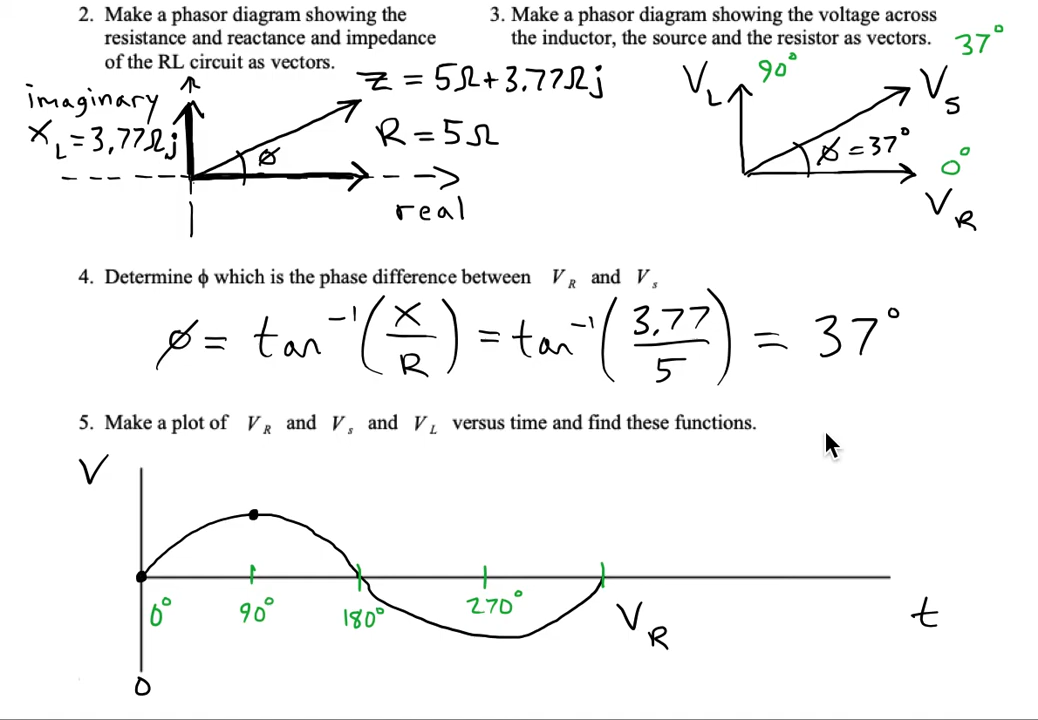 2. Make a phasor diagram showing the
resistance and reactance and impedance
of the RL circuit as vectors.
z = 5Ω+3.77Ωj
imaginary
X_L=3.77Ωj
R=5Ω
ø
real
3. Make a phasor diagram showing the voltage across
the inductor, the source and the resistor as vectors.
37°
V_L
90°
V_S
ø=37°
0°
V_R
4. Determine ϕ which is the phase difference between V_R and V_s
ø = tan⁻¹(X/R) = tan⁻¹(3.77/5) = 37°
5. Make a plot of V_R and V_s and V_L versus time and find these functions.
V
0° 90° 180° 270°
V_R
t
0